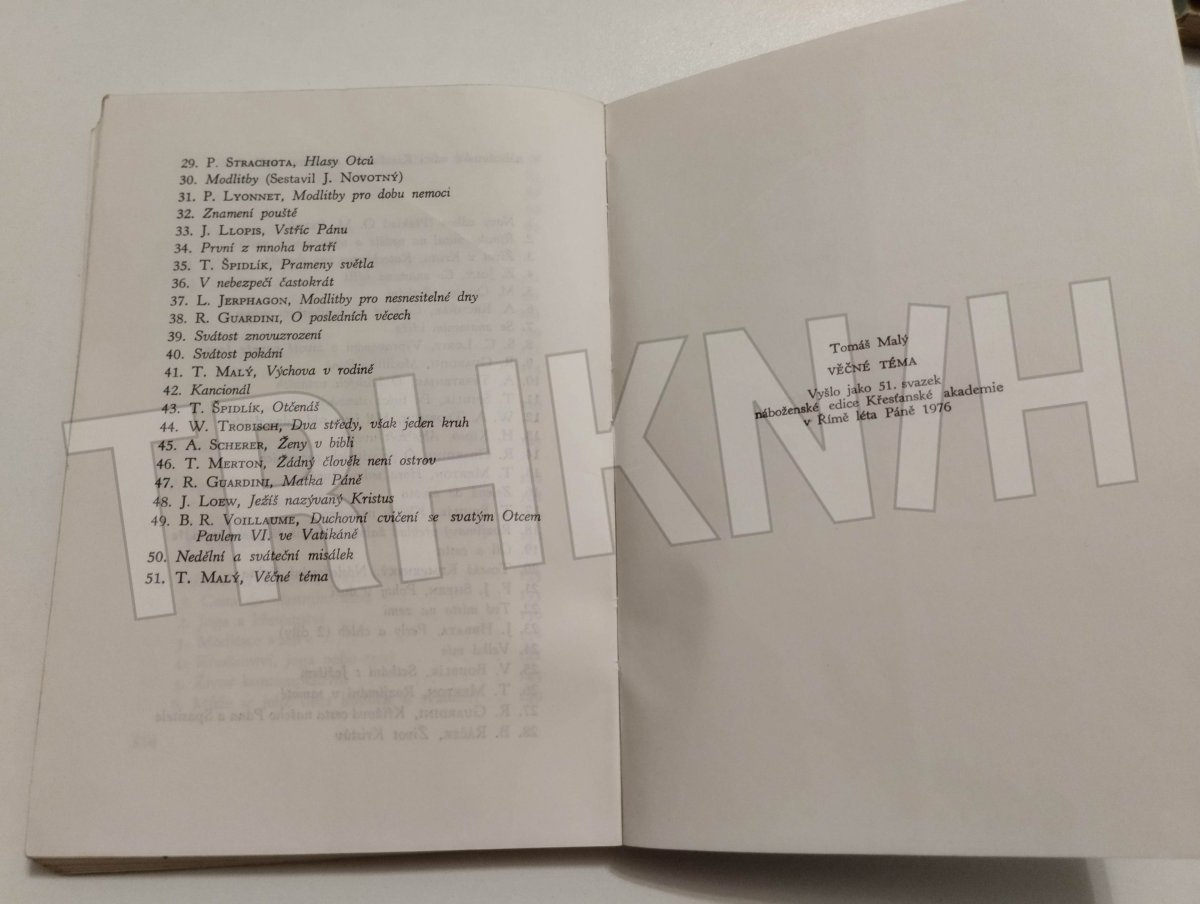 29. P. STRACHOTA, Hlasy Otců
30. Modlitby (Sestavil J. NOVOTNÝ)
31. P. LYONNET, Modlitby pro dobu nemoci
32. Znamení pouště
33. J. LLOPIS, Vstříc Pánu
34. První z mnoha bratří
35. T. ŠPIDLÍK, Prameny světla
36. V nebezpečí častokrát
37. L. JERPHAGON, Modlitby pro nesnesitelné dny
38. R. GUARDINI, O posledních věcech
39. Svátost znovuzrození
40. Svátost pokání
41. T. MALÝ, Výchova v rodině
42. Kancionál
43. T. ŠPIDLÍK, Otčenáš
44. W. TROBISCH, Dva středy, však jeden kruh
45. A. SCHERER, Ženy v bibli
46. T. MERTON, Žádný člověk není ostrov
47. R. GUARDINI, Matka Páně
48. J. LOEW, Ježíš nazývaný Kristus
49. B. R. VOILLAUME, Duchovní cvičení se svatým Otcem
Pavlem VI. ve Vatikáně
50. Nedělní a sváteční misálek
51. T. MALÝ, Věčné téma
Tomáš Malý
VĚČNÉ TÉMA
Vyšlo jako 51. svazek
náboženské edice Křesťanské akademie
v Římě léta Páně 1976
TRHKNIH